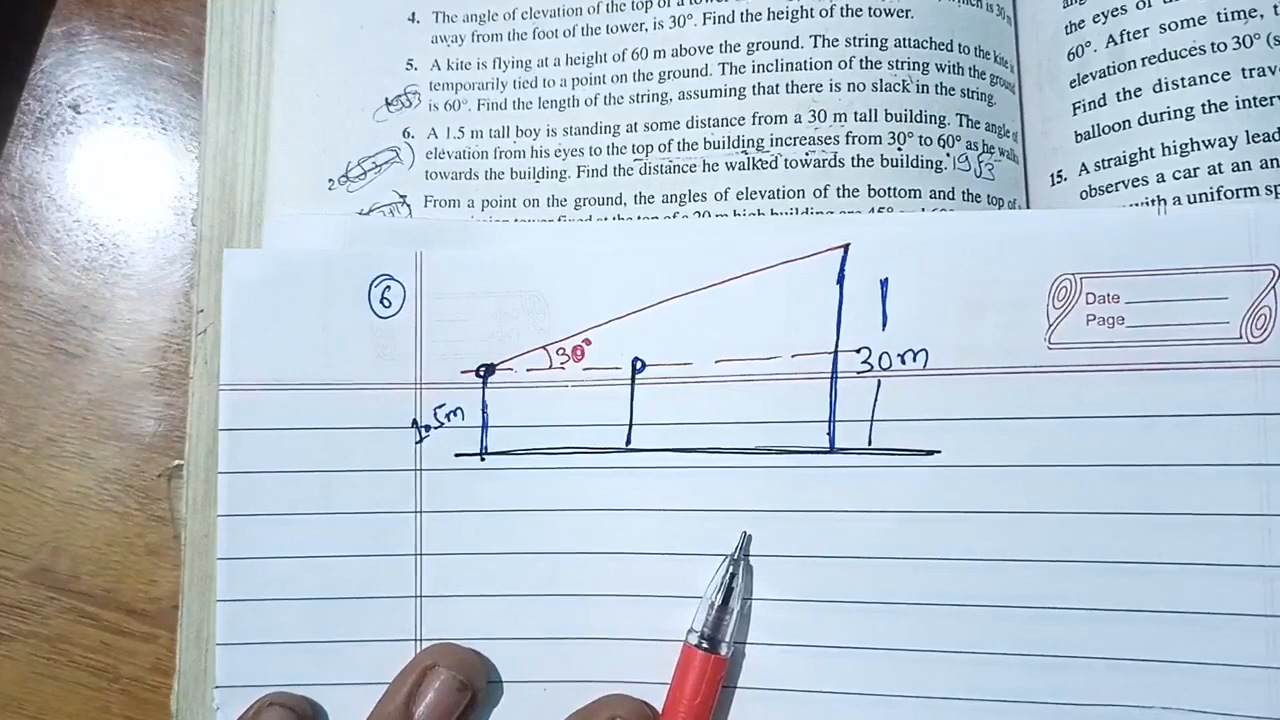 4. The angle of elevation of the top of a
away from the foot of the tower, is 30°. Find the height of the tower.
5. A kite is flying at a height of 60 m above the ground. The string attached to the kite is
temporarily tied to a point on the ground. The inclination of the string with the ground
is 60°. Find the length of the string, assuming that there is no slack in the string.
6. A 1.5 m tall boy is standing at some distance from a 30 m tall building. The angle of
elevation from his eyes to the top of the building increases from 30° to 60° as he walks
towards the building. Find the distance he walked towards the building. 19√3
From a point on the ground, the angles of elevation of the bottom and the top of
the eyes of
60°. After some time,
elevation reduces to 30°
Find the distance
balloon during the
15. A straight highway
observes a car at an
with a uniform
6
30°
30m
1.5m
Date
Page